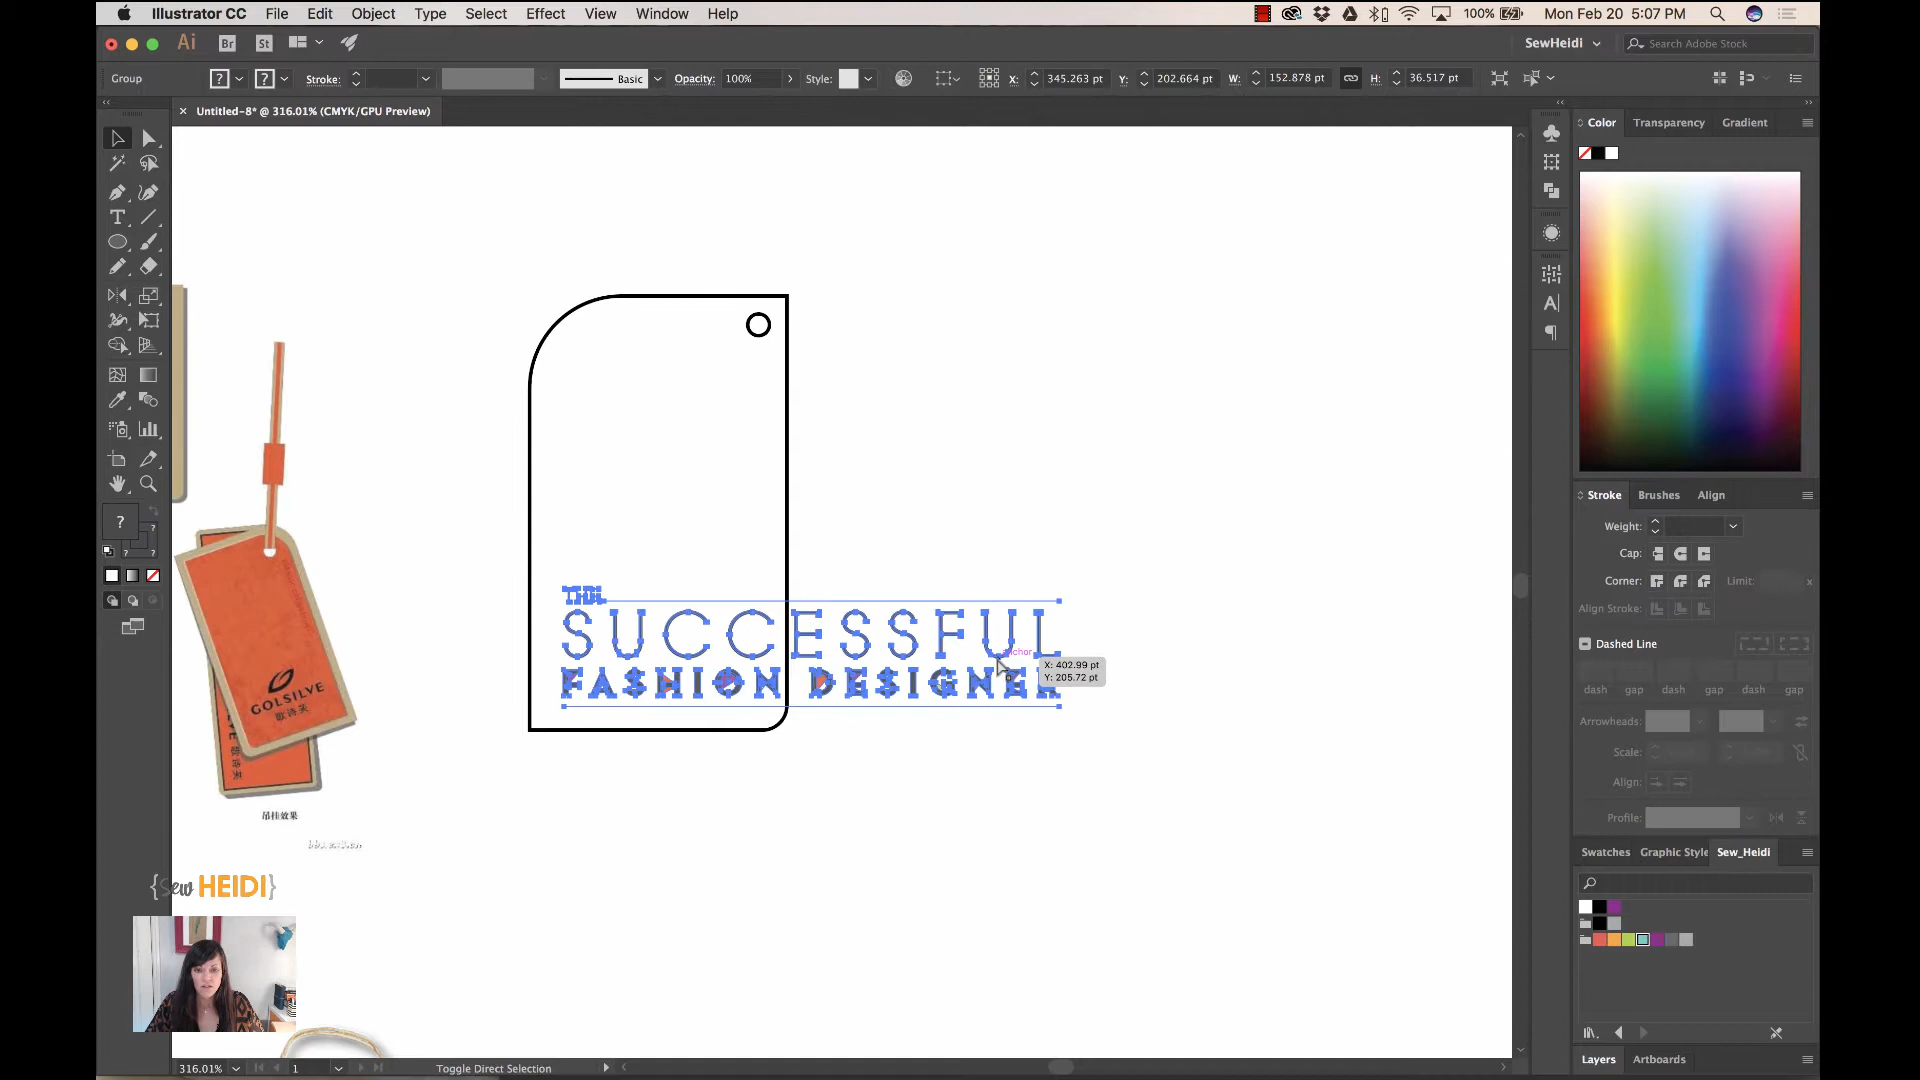 Illustrator CC File Edit Object Type Select Effect View Window Help 100% Mon Feb 20 5:07 PM
Ai Br St SewHeidi Search Adobe Stock
Group ? ? Stroke: Basic Opacity: 100% Style: X: 345.263 pt Y: 202.664 pt W: 152.878 pt H: 36.517 pt
× Untitled-8* @ 316.01% (CMYK/GPU Preview)
Color Transparency Gradient
THE
SUCCESSFUL
FASHION DESIGNER
anchor
X: 402.99 pt
Y: 205.72 pt
GOLSILVE
吊挂效果
{Sew HEIDI}
Stroke Brushes Align
Weight:
Cap:
Corner: Limit: x
Align Stroke:
Dashed Line
dash gap dash gap dash gap
Arrowheads:
Scale:
Align:
Profile:
Swatches Graphic Style Sew_Heidi
Layers Artboards
316.01% 1 Toggle Direct Selection